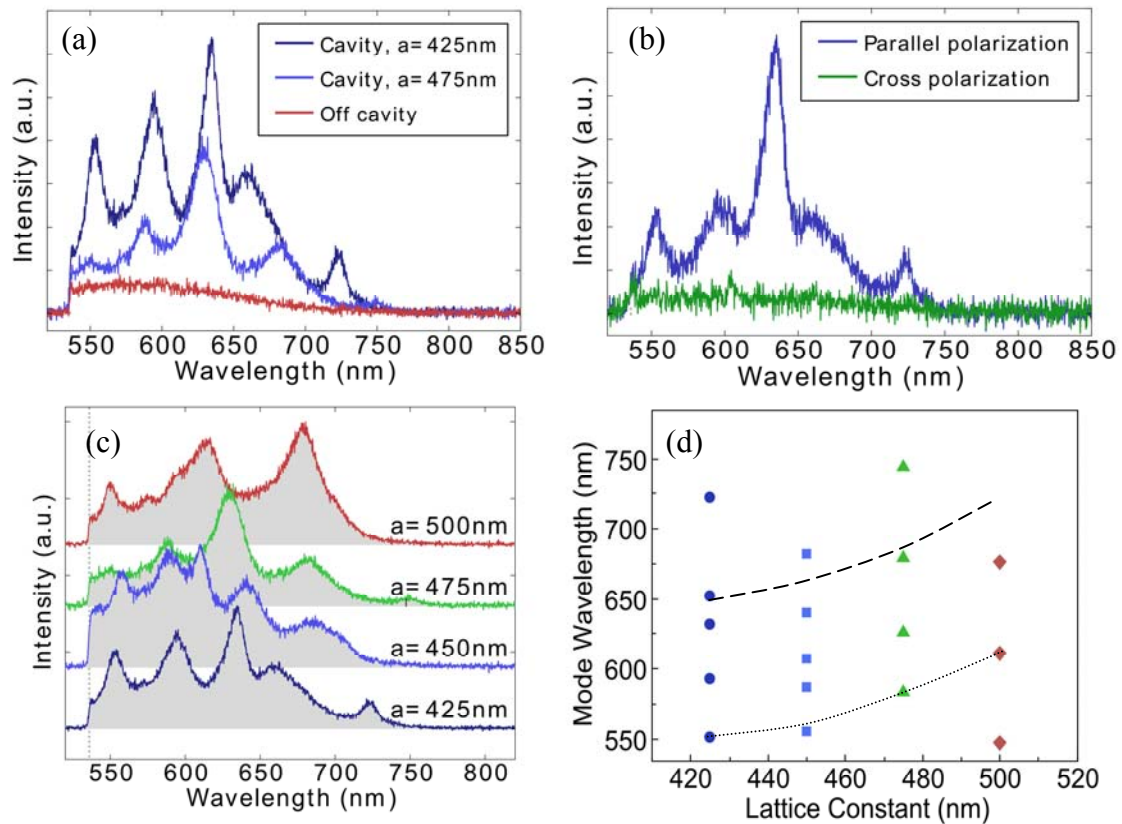 (a)
Cavity, a= 425nm
Cavity, a= 475nm
Off cavity
Intensity (a.u.)
550 600 650 700 750 800 850
Wavelength (nm)
(b)
Parallel polarization
Cross polarization
Intensity (a.u.)
550 600 650 700 750 800 850
Wavelength (nm)
(c)
a= 500nm
a= 475nm
a= 450nm
a= 425nm
Intensity (a.u.)
550 600 650 700 750 800
Wavelength (nm)
(d)
Mode Wavelength (nm)
750
700
650
600
550
420 440 460 480 500 520
Lattice Constant (nm)